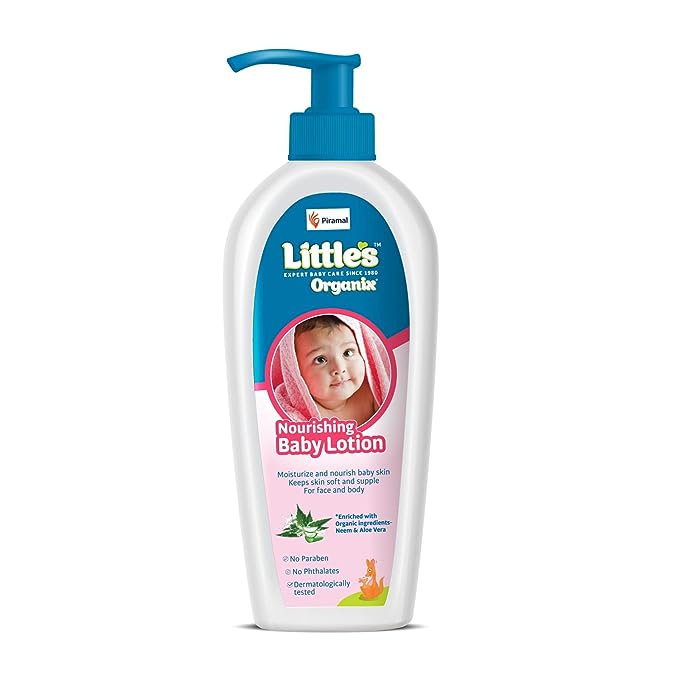 Piramal
Little's™
EXPERT BABY CARE SINCE 1980
Organix*
Nourishing
Baby Lotion
Moisturize and nourish baby skin
Keeps skin soft and supple
For face and body
*Enriched with
Organic ingredients-
Neem & Aloe Vera
No Paraben
No Phthalates
Dermatologically
tested